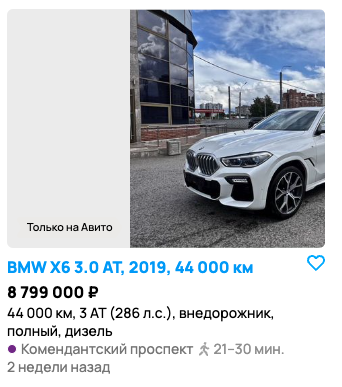 Только на Авито
BMW X6 3.0 AT, 2019, 44 000 км
8 799 000 ₽
44 000 км, 3 AT (286 л.с.), внедорожник,
полный, дизель
Комендантский проспект 21–30 мин.
2 недели назад